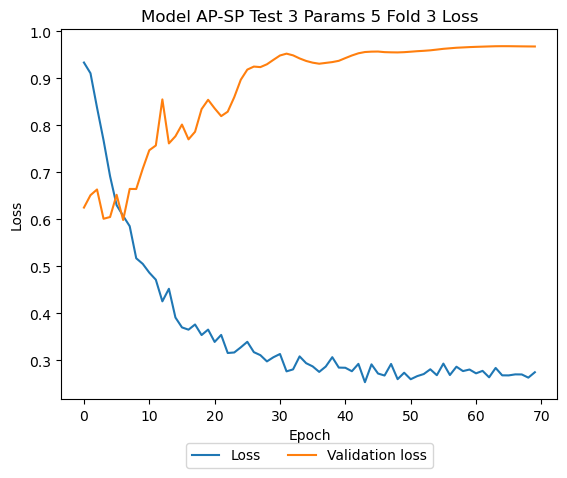 Model AP-SP Test 3 Params 5 Fold 3 Loss
1.0
0.9
0.8
0.7
0.6
0.5
0.4
0.3
Loss
0 10 20 30 40 50 60 70
Epoch
Loss Validation loss